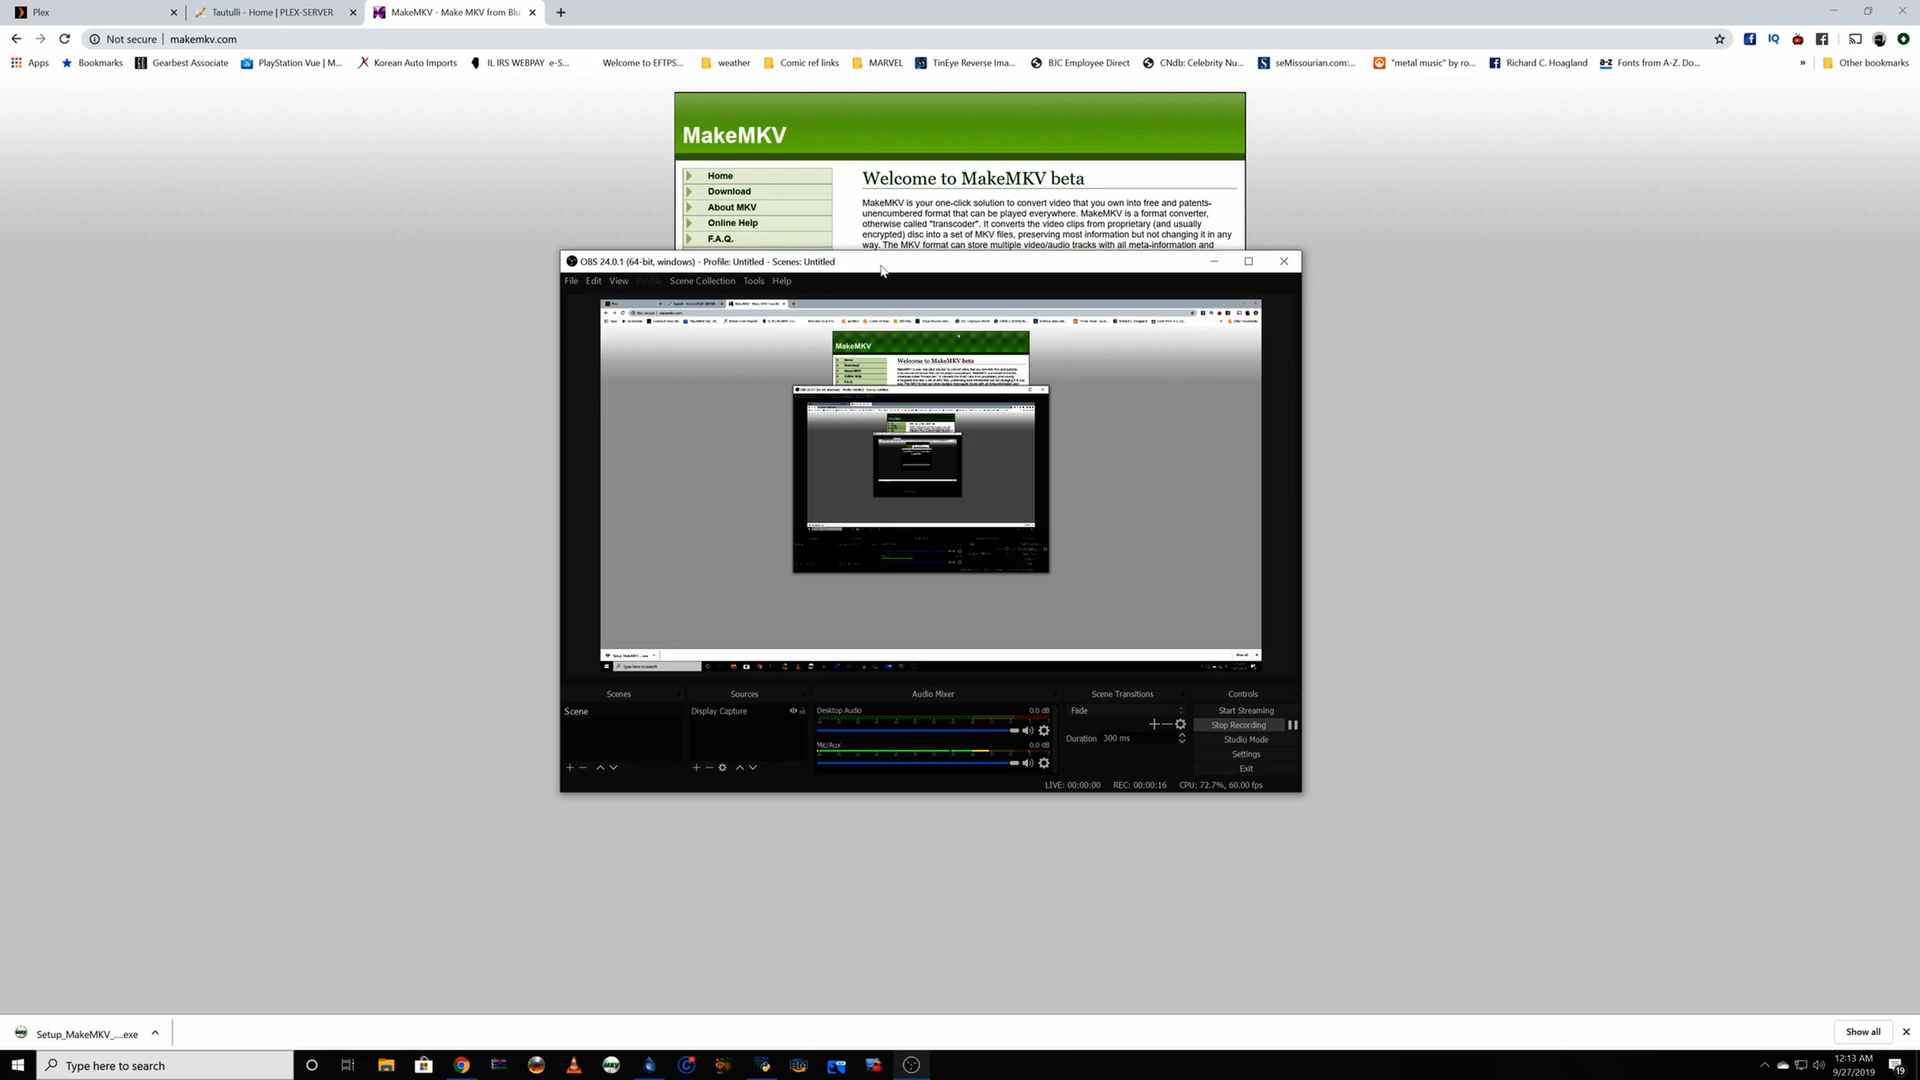 Plex
Tautulli - Home | PLEX-SERVER
MakeMKV - Make MKV from Blu
Not secure | makemkv.com
Apps
Bookmarks
Gearbest Associate
PlayStation Vue | M...
Korean Auto Imports
IL IRS WEBPAY e-S...
Welcome to EFTPS...
weather
Comic ref links
MARVEL
TinEye Reverse Ima...
BJC Employee Direct
CNdb: Celebrity Nu...
seMissourian.com:...
"metal music" by ro...
Richard C. Hoagland
Fonts from A-Z. Do...
»
Other bookmarks
MakeMKV
Home
Download
About MKV
Online Help
F.A.Q.
Welcome to MakeMKV beta
MakeMKV is your one-click solution to convert video that you own into free and patents-
unencumbered format that can be played everywhere. MakeMKV is a format converter,
otherwise called "transcoder". It converts the video clips from proprietary (and usually
encrypted) disc into a set of MKV files, preserving most information but not changing it in any
way. The MKV format can store multiple video/audio tracks with all meta-information and
OBS 24.0.1 (64-bit, windows) - Profile: Untitled - Scenes: Untitled
File Edit View Profile Scene Collection Tools Help
MakeMKV
Welcome to MakeMKV beta
Scenes
Scene
Sources
Display Capture
Audio Mixer
Desktop Audio 0.0 dB
Mic/Aux 0.0 dB
Scene Transitions
Fade
Duration 300 ms
Controls
Start Streaming
Stop Recording
Studio Mode
Settings
Exit
LIVE: 00:00:00 REC: 00:00:16 CPU: 72.7%, 60.00 fps
Setup_MakeMKV_....exe
Show all
Type here to search
12:13 AM
9/27/2019
19